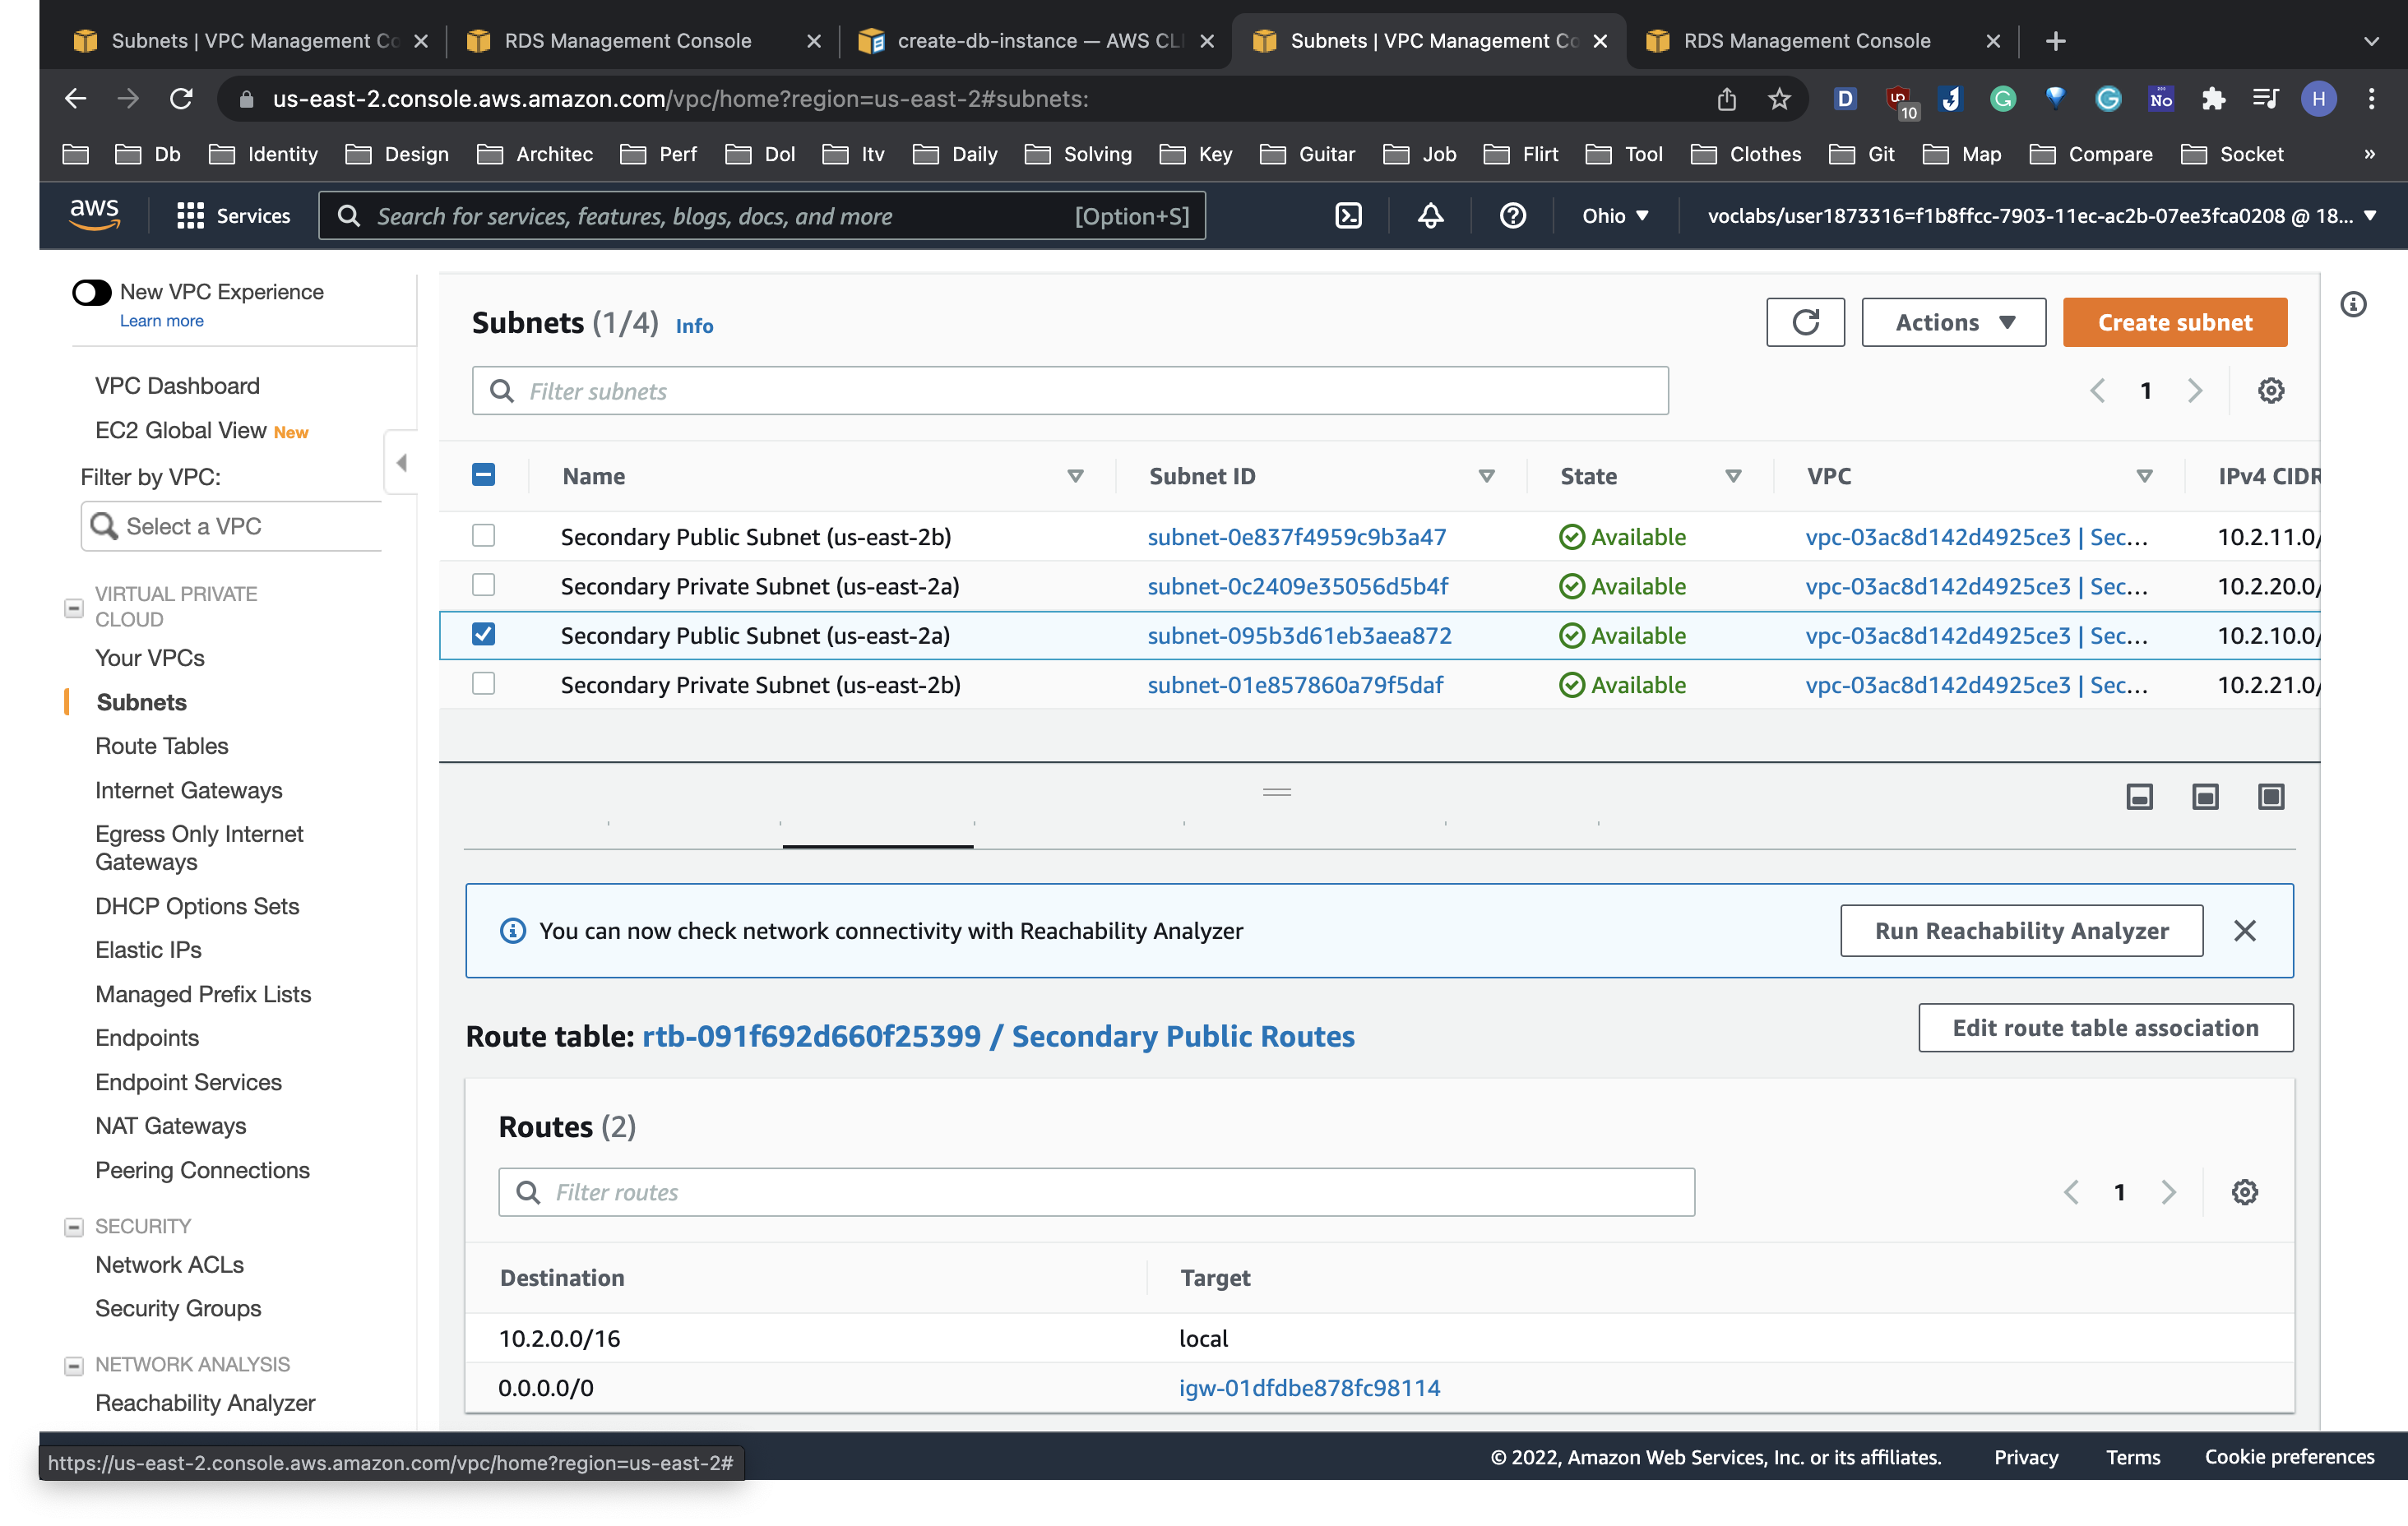 Subnets | VPC Management Co
RDS Management Console
create-db-instance — AWS CLI
Subnets | VPC Management Co
RDS Management Console
us-east-2.console.aws.amazon.com/vpc/home?region=us-east-2#subnets:
D
10
G
G
No
H
Db
Identity
Design
Architec
Perf
Dol
Itv
Daily
Solving
Key
Guitar
Job
Flirt
Tool
Clothes
Git
Map
Compare
Socket
»
aws
Services
Search for services, features, blogs, docs, and more [Option+S]
Ohio
voclabs/user1873316=f1b8ffcc-7903-11ec-ac2b-07ee3fca0208 @ 18...
New VPC Experience
Learn more
VPC Dashboard
EC2 Global View New
Filter by VPC:
Select a VPC
VIRTUAL PRIVATE
CLOUD
Your VPCs
Subnets
Route Tables
Internet Gateways
Egress Only Internet
Gateways
DHCP Options Sets
Elastic IPs
Managed Prefix Lists
Endpoints
Endpoint Services
NAT Gateways
Peering Connections
SECURITY
Network ACLs
Security Groups
NETWORK ANALYSIS
Reachability Analyzer
Subnets (1/4) Info
Actions
Create subnet
Filter subnets
1
Name Subnet ID State VPC IPv4 CIDR
Secondary Public Subnet (us-east-2b) subnet-0e837f4959c9b3a47 Available vpc-03ac8d142d4925ce3 | Sec... 10.2.11.0/
Secondary Private Subnet (us-east-2a) subnet-0c2409e35056d5b4f Available vpc-03ac8d142d4925ce3 | Sec... 10.2.20.0/
Secondary Public Subnet (us-east-2a) subnet-095b3d61eb3aea872 Available vpc-03ac8d142d4925ce3 | Sec... 10.2.10.0/
Secondary Private Subnet (us-east-2b) subnet-01e857860a79f5daf Available vpc-03ac8d142d4925ce3 | Sec... 10.2.21.0/
You can now check network connectivity with Reachability Analyzer
Run Reachability Analyzer
Route table: rtb-091f692d660f25399 / Secondary Public Routes
Edit route table association
Routes (2)
Filter routes
1
Destination Target
10.2.0.0/16 local
0.0.0.0/0 igw-01dfdbe878fc98114
https://us-east-2.console.aws.amazon.com/vpc/home?region=us-east-2#
© 2022, Amazon Web Services, Inc. or its affiliates. Privacy Terms Cookie preferences